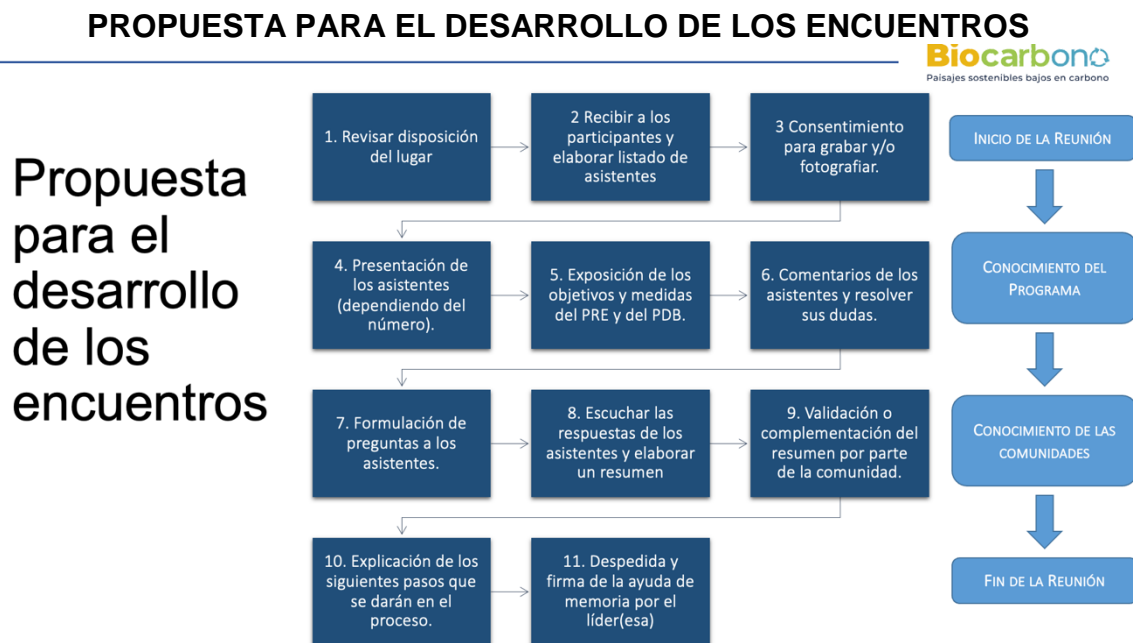 PROPUESTA PARA EL DESARROLLO DE LOS ENCUENTROS
Biocarbono
Paisajes sostenibles bajos en carbono
Propuesta
para el
desarrollo
de los
encuentros
1. Revisar disposición
del lugar
2 Recibir a los
participantes y
elaborar listado de
asistentes
3 Consentimiento
para grabar y/o
fotografiar.
INICIO DE LA REUNIÓN
4. Presentación de
los asistentes
(dependiendo del
número).
5. Exposición de los
objetivos y medidas
del PRE y del PDB.
6. Comentarios de los
asistentes y resolver
sus dudas.
CONOCIMIENTO DEL
PROGRAMA
7. Formulación de
preguntas a los
asistentes.
8. Escuchar las
respuestas de los
asistentes y elaborar
un resumen
9. Validación o
complementación del
resumen por parte
de la comunidad.
CONOCIMIENTO DE LAS
COMUNIDADES
10. Explicación de los
siguientes pasos que
se darán en el
proceso.
11. Despedida y
firma de la ayuda de
memoria por el
líder(esa)
FIN DE LA REUNIÓN